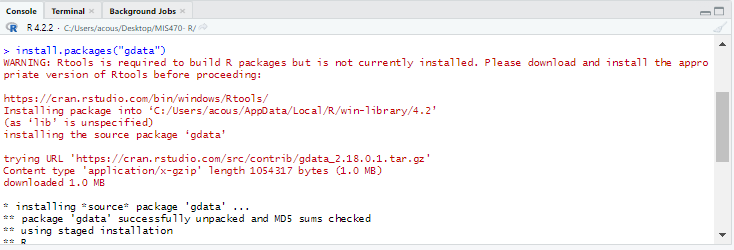 Console Terminal × Background Jobs ×
R 4.2.2 · C:/Users/acous/Desktop/MIS470- R/
> install.packages("gdata")
WARNING: Rtools is required to build R packages but is not currently installed. Please download and install the appro
priate version of Rtools before proceeding:
https://cran.rstudio.com/bin/windows/Rtools/
Installing package into ‘C:/Users/acous/AppData/Local/R/win-library/4.2’
(as ‘lib’ is unspecified)
installing the source package ‘gdata’
trying URL 'https://cran.rstudio.com/src/contrib/gdata_2.18.0.1.tar.gz'
Content type 'application/x-gzip' length 1054317 bytes (1.0 MB)
downloaded 1.0 MB
* installing *source* package 'gdata' ...
** package 'gdata' successfully unpacked and MD5 sums checked
** using staged installation
** R